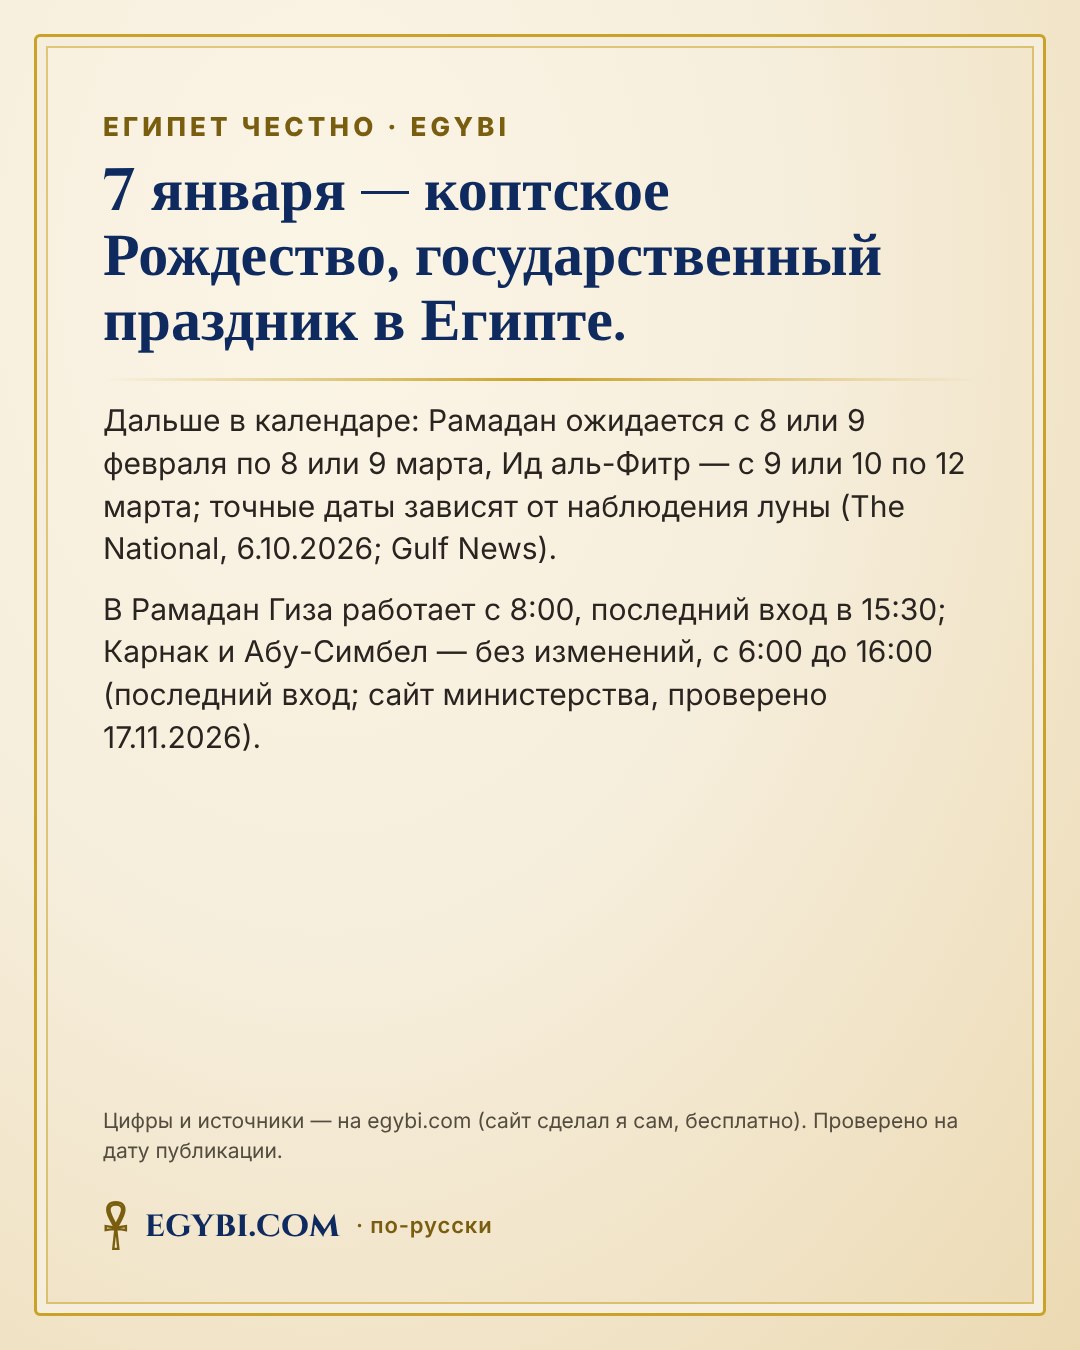 ЕГИПЕТ ЧЕСТНО · EGYBI
7 января — коптское
Рождество, государственный
праздник в Египте.
Дальше в календаре: Рамадан ожидается с 8 или 9
февраля по 8 или 9 марта, Ид аль-Фитр — с 9 или 10 по 12
марта; точные даты зависят от наблюдения луны (The
National, 6.10.2026; Gulf News).
В Рамадан Гиза работает с 8:00, последний вход в 15:30;
Карнак и Абу-Симбел — без изменений, с 6:00 до 16:00
(последний вход; сайт министерства, проверено
17.11.2026).
Цифры и источники — на egybi.com (сайт сделал я сам, бесплатно). Проверено на
дату публикации.
EGYBI.COM · по-русски